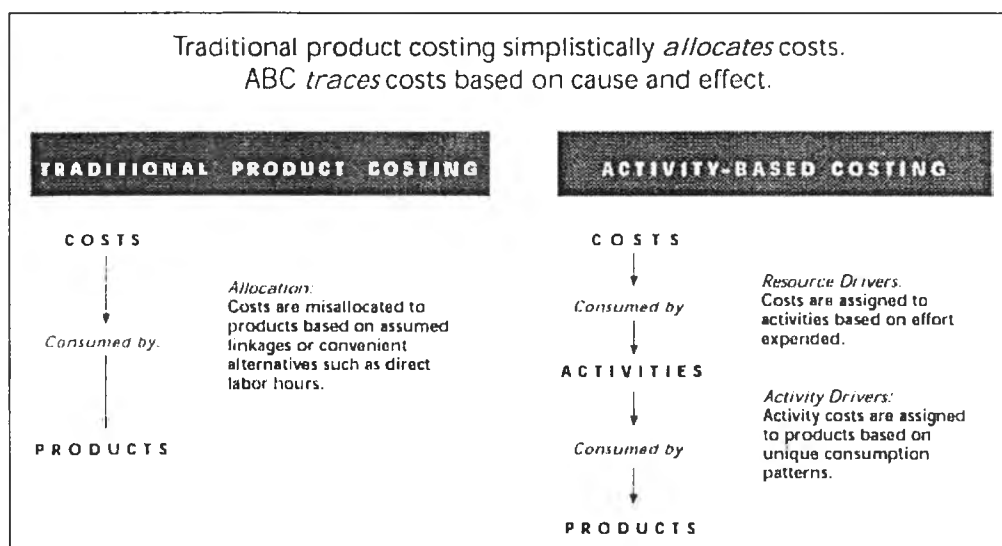 Traditional product costing simplistically allocates costs.
ABC traces costs based on cause and effect.
TRADITIONAL PRODUCT COSTING
COSTS
Consumed by.
PRODUCTS
Allocation:
Costs are misallocated to
products based on assumed
linkages or convenient
alternatives such as direct
labor hours.
ACTIVITY-BASED COSTING
COSTS
Consumed by
ACTIVITIES
Consumed by
PRODUCTS
Resource Drivers.
Costs are assigned to
activities based on effort
expended.
Activity Drivers:
Activity costs are assigned
to products based on
unique consumption
patterns.